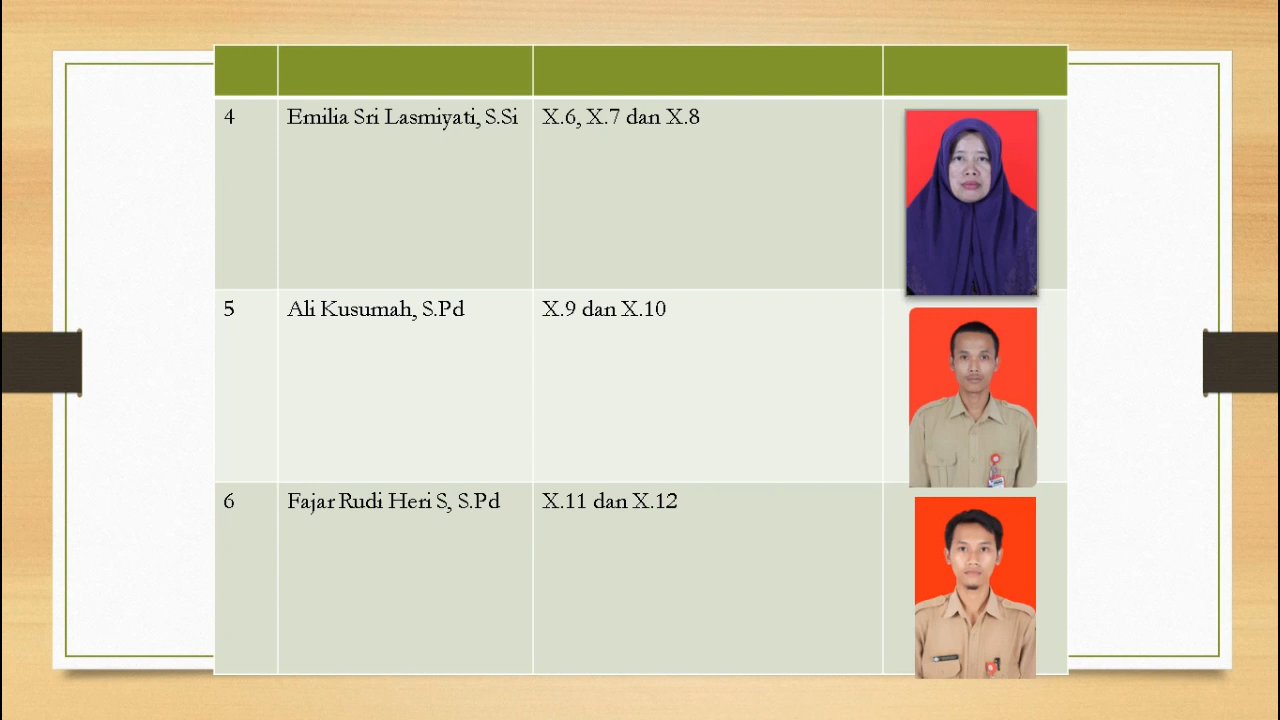 4 Emilia Sri Lasmiyati, S.Si X.6, X.7 dan X.8
5 Ali Kusumah, S.Pd X.9 dan X.10
6 Fajar Rudi Heri S, S.Pd X.11 dan X.12